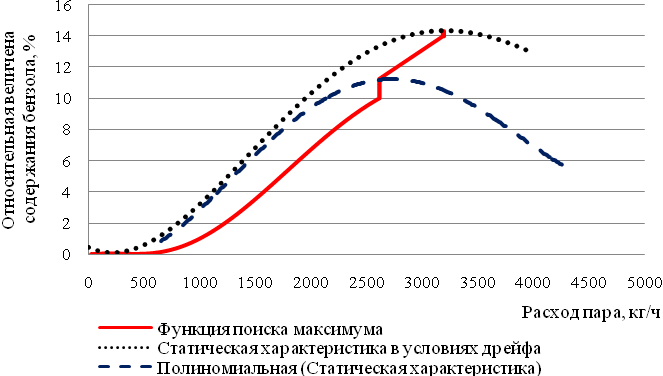 Относительная величена
содержания бензола, %
16
14
12
10
8
6
4
2
0
0 500 1000 1500 2000 2500 3000 3500 4000 4500 5000
Расход пара, кг/ч
Функция поиска максимума
Статическая характеристика в условиях дрейфа
Полиномиальная (Статическая характеристика)